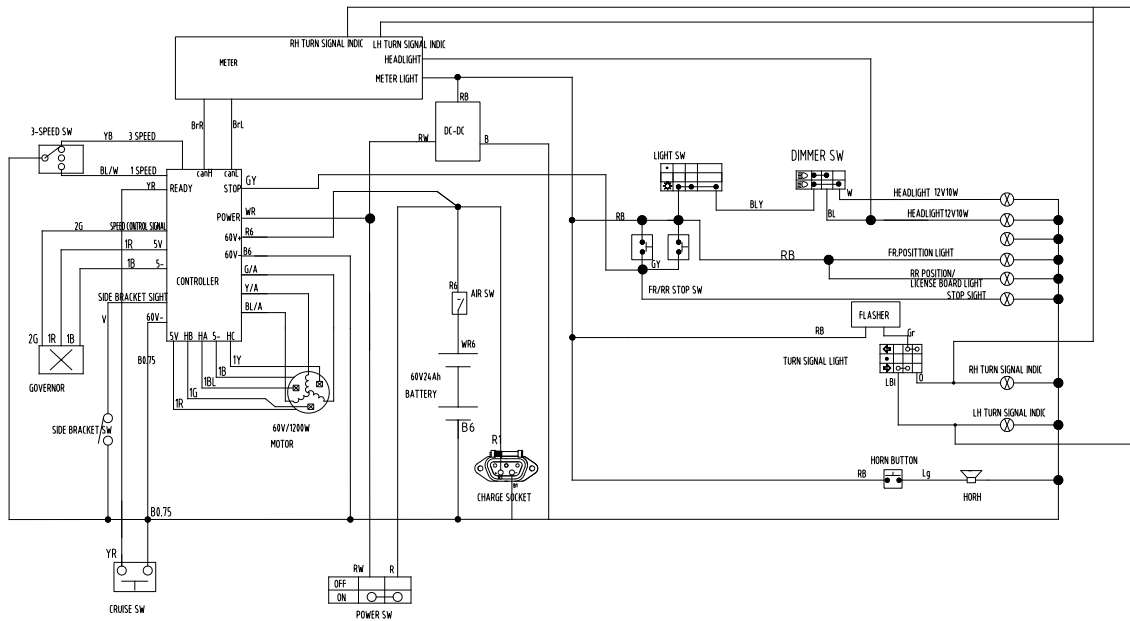 RH TURN SIGNAL INDIC
LH TURN SIGNAL INDIC
METER
HEADLIGHT
METER LIGHT
RB
BrR
BrL
3-SPEED SW
YB
3 SPEED
RW
DC-DC
B
BL/W
1 SPEED
canH
canL
YR
READY
STOP
GY
LIGHT SW
DIMMER SW
W
HEADLIGHT 12V10W
BLY
BL
HEADLIGHT12V10W
POWER
WR
RB
2G
SPEED CONTROL SIGNAL
60V+
R6
1R
5V
60V-
B6
GY
RB
FR,POSITTION LIGHT
1B
5-
G/A
CONTROLLER
Y/A
RR POSITION/
LICENSE BOARD LIGHT
FR/RR STOP SW
STOP SIGHT
SIDE BRACKET SIGHT
BL/A
R6
AIR SW
V
60V-
FLASHER
RB
Gr
2G
1R
1B
5V
HB
HA
5-
HC
WR6
B0.75
1Y
1B
1BL
1G
1R
TURN SIGNAL LIGHT
GOVERNOR
60V24Ah
BATTERY
LBl
O
RH TURN SIGNAL INDIC
LH TURN SIGNAL INDIC
SIDE BRACKET SW
60V/1200W
MOTOR
B6
R1
B1
CHARGE SOCKET
HORN BUTTON
RB
Lg
HORH
B0.75
YR
CRUISE SW
RW
R
OFF
ON
POWER SW